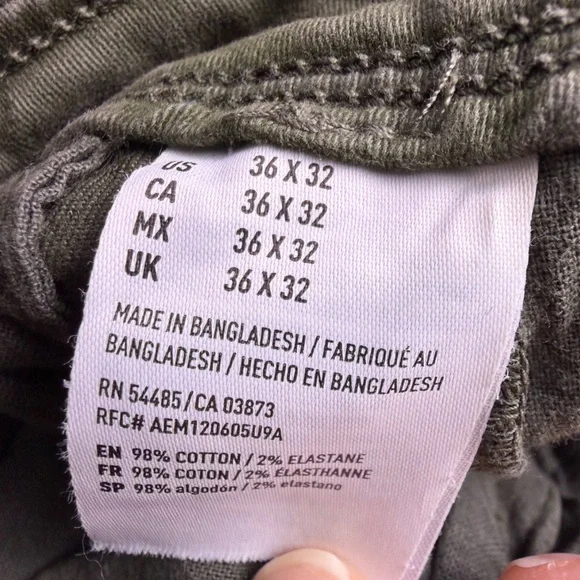 US 36 X 32
CA 36 X 32
MX 36 X 32
UK 36 X 32
MADE IN BANGLADESH / FABRIQUÉ AU
BANGLADESH / HECHO EN BANGLADESH
RN 54485/CA 03873
RFC# AEM120605U9A
EN 98% COTTON / 2% ELASTANE
FR 98% COTON / 2% ÉLASTHANNE
SP 98% algodón / 2% elastano